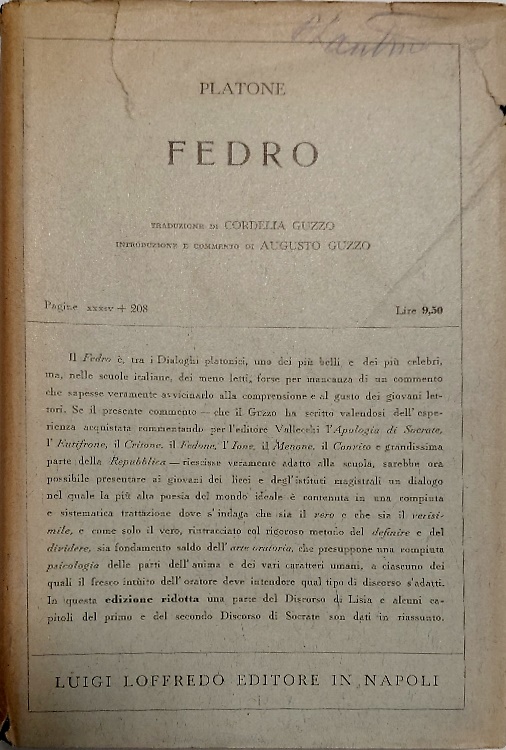 PLATONE
FEDRO
TRADUZIONE DI CORDELIA GUZZO
INTRODUZIONE E COMMENTO DI AUGUSTO GUZZO
Pagine XXXIV + 208 Lire 9,50
Il Fedro è, tra i Dialoghi platonici, uno dei più belli e dei più celebri,
ma, nelle scuole italiane, dei meno letti, forse per mancanza di un commento
che sapesse veramente avvicinarlo alla comprensione e al gusto dei giovani let-
tori. Se il presente commento — che il Guzzo ha scritto valendosi dell'espe-
rienza acquistata commentando per l'editore Vallecchi l'Apologia di Socrate,
l'Eutifrone, il Critone, il Fedone, l'Ione, il Menone, il Convito e grandissima
parte della Repubblica — riescisse veramente adatto alla scuola, sarebbe ora
possibile presentare ai giovani dei licei e degl'istituti magistrali un dialogo
nel quale la più alta poesia del mondo ideale è contenuta in una compiuta
e sistematica trattazione dove s'indaga che sia il vero e che sia il verisi-
mile, e come solo il vero, rintracciato col rigoroso metodo del definire e del
dividere, sia fondamento saldo dell'arte oratoria, che presuppone una compiuta
psicologia delle parti dell'anima e dei vari caratteri umani, a ciascuno dei
quali il fresco intuito dell'oratore deve intendere qual tipo di discorso s'adatti.
In questa edizione ridotta una parte del Discorso di Lisia e alcuni ca-
pitoli del primo e del secondo Discorso di Socrate son dati in riassunto.
LUIGI LOFFREDO EDITORE IN NAPOLI